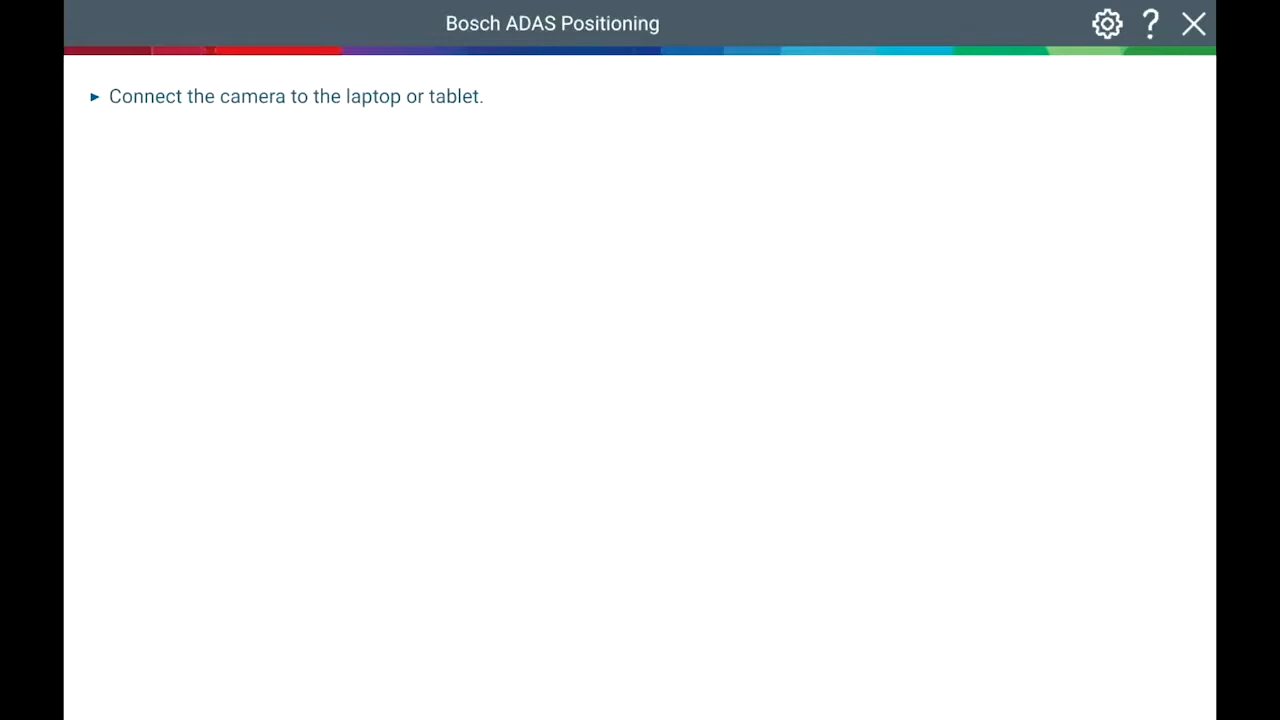 Bosch ADAS Positioning
► Connect the camera to the laptop or tablet.